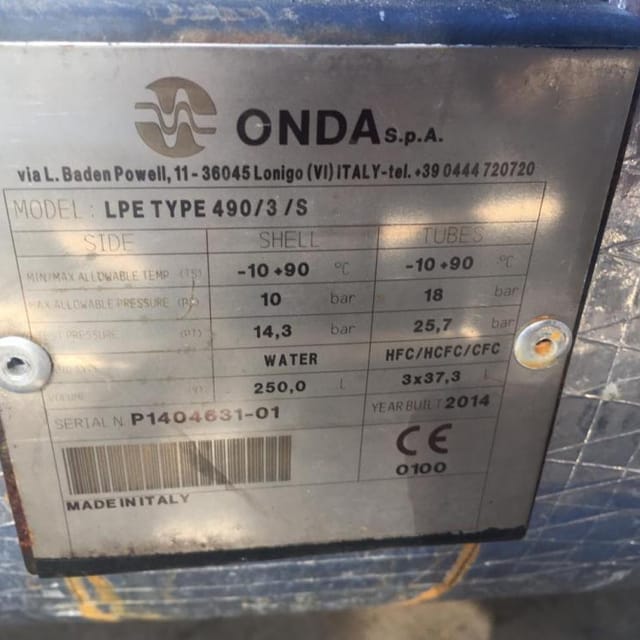 ONDA S.p.A.
via L. Baden Powell, 11 - 36045 Lonigo (VI) ITALY-tel. +39 0444 720720
MODEL : LPE TYPE 490/3/S
SIDE SHELL TUBES
MIN/MAX ALLOWABLE TEMP. (TS) -10 +90 °C -10 +90 °C
MAX ALLOWABLE PRESSURE (PS) 10 bar 18 bar
PRESSURE (PT) 14,3 bar 25,7 bar
WATER HFC/HCFC/CFC
VOLUME (V) 250,0 L 3x37,3 L
SERIAL N. P1404631-01 YEAR BUILT 2014
CE
0100
MADE IN ITALY